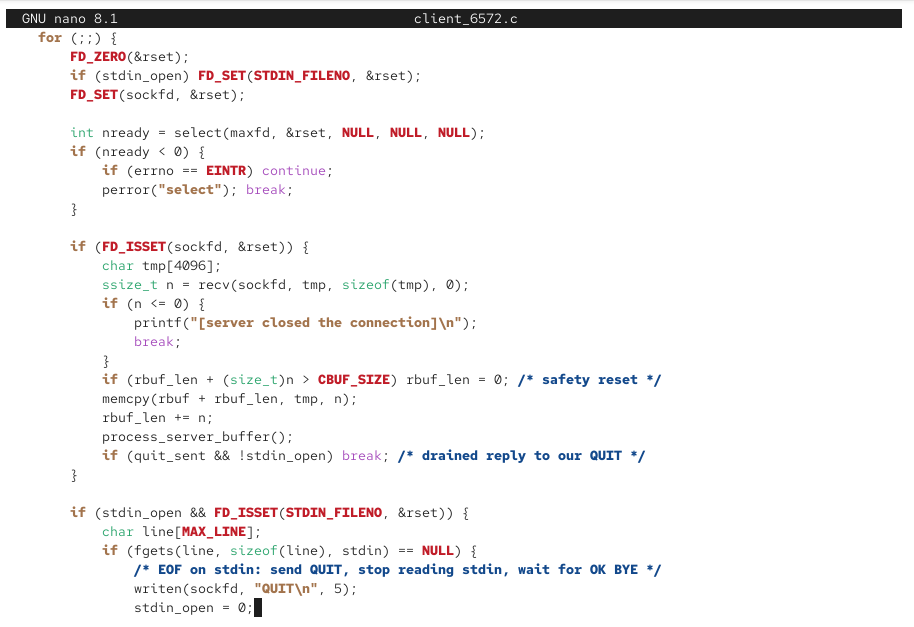 GNU nano 8.1 client_6572.c
for (;;) {
FD_ZERO(&rset);
if (stdin_open) FD_SET(STDIN_FILENO, &rset);
FD_SET(sockfd, &rset);
int nready = select(maxfd, &rset, NULL, NULL, NULL);
if (nready < 0) {
if (errno == EINTR) continue;
perror("select"); break;
}
if (FD_ISSET(sockfd, &rset)) {
char tmp[4096];
ssize_t n = recv(sockfd, tmp, sizeof(tmp), 0);
if (n <= 0) {
printf("[server closed the connection]\n");
break;
}
if (rbuf_len + (size_t)n > CBUF_SIZE) rbuf_len = 0; /* safety reset */
memcpy(rbuf + rbuf_len, tmp, n);
rbuf_len += n;
process_server_buffer();
if (quit_sent && !stdin_open) break; /* drained reply to our QUIT */
}
if (stdin_open && FD_ISSET(STDIN_FILENO, &rset)) {
char line[MAX_LINE];
if (fgets(line, sizeof(line), stdin) == NULL) {
/* EOF on stdin: send QUIT, stop reading stdin, wait for OK BYE */
writen(sockfd, "QUIT\n", 5);
stdin_open = 0;